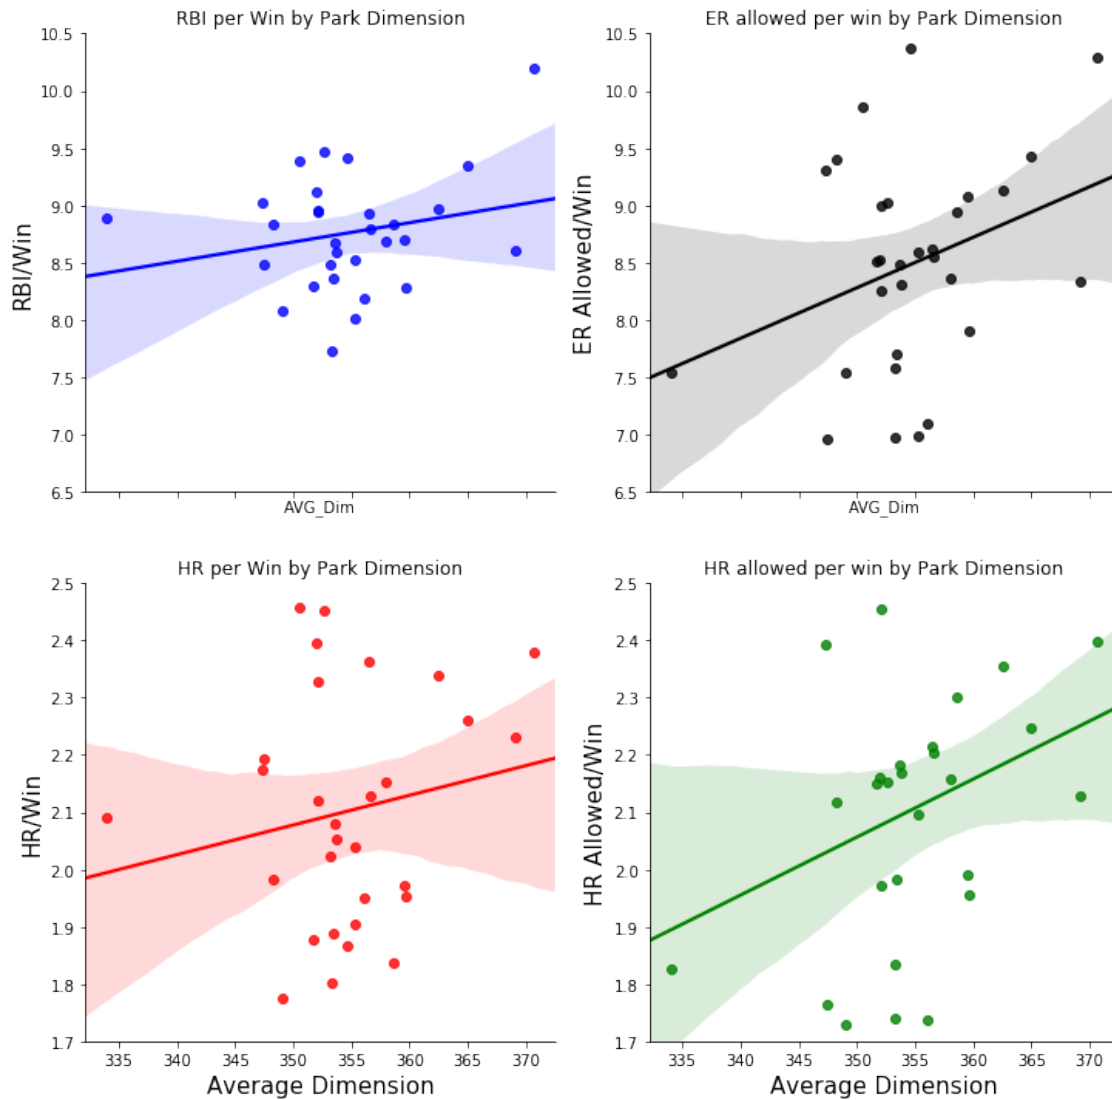 RBI per Win by Park Dimension
10.5
10.0
9.5
9.0
8.5
8.0
7.5
7.0
6.5
RBI/Win
AVG_Dim
ER allowed per win by Park Dimension
10.5
10.0
9.5
9.0
8.5
8.0
7.5
7.0
6.5
ER Allowed/Win
AVG_Dim
HR per Win by Park Dimension
2.5
2.4
2.3
2.2
2.1
2.0
1.9
1.8
1.7
HR/Win
335 340 345 350 355 360 365 370
Average Dimension
HR allowed per win by Park Dimension
2.5
2.4
2.3
2.2
2.1
2.0
1.9
1.8
1.7
HR Allowed/Win
335 340 345 350 355 360 365 370
Average Dimension